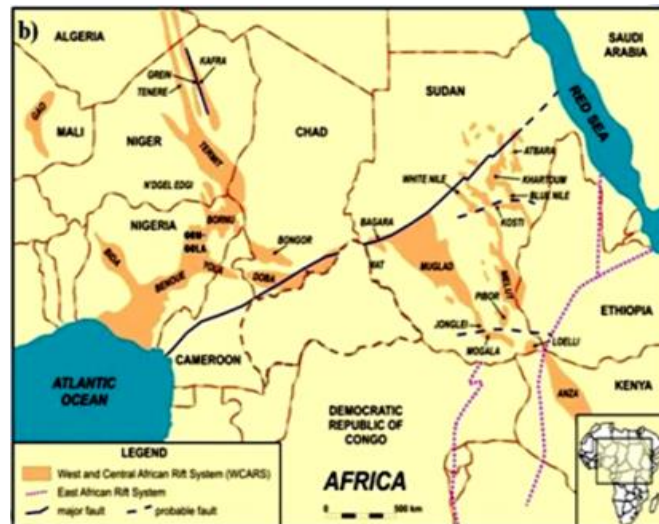 b)
ALGERIA
SAUDI
ARABIA
KAFRA
GREIN
TENERE
SUDAN
RED SEA
GAO
MALI
CHAD
NIGER
TERMIT
ATBARA
KHARTOUM
WHITE NILE
BLUE NILE
N'DGEL EDGI
KOSTI
NIGERIA
BORNU
BAGARA
BONGOR
BIDA
BENOUE
YOLA
DOBA
MUGLAD
MELUT
PIBOR
ETHIOPIA
JONGLEI
LOELLI
CAMEROON
MOGALA
ATLANTIC
OCEAN
ANZA
KENYA
DEMOCRATIC
REPUBLIC OF
CONGO
LEGEND
West and Central African Rift System (WCARS)
East African Rift System
major fault
probable fault
AFRICA
0 500 km